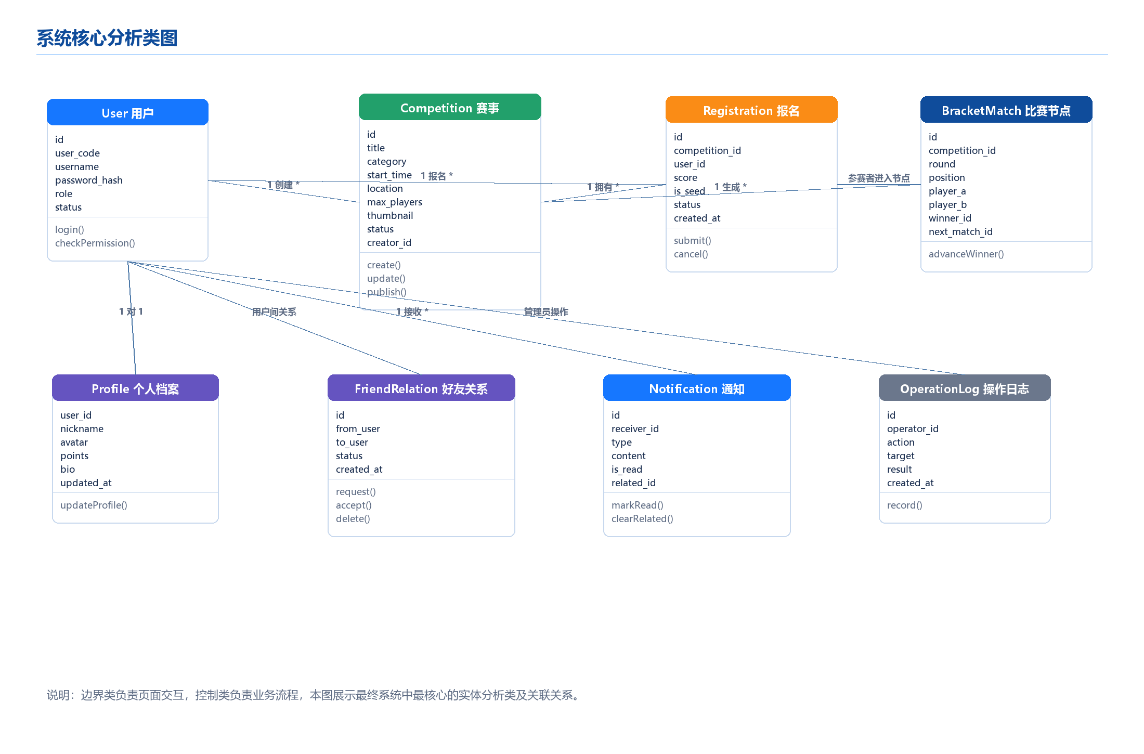 系统核心分析类图
User 用户
id
user_code
username
password_hash
role
status
login()
checkPermission()
Competition 赛事
id
title
category
start_time
location
max_players
thumbnail
status
creator_id
create()
update()
publish()
Registration 报名
id
competition_id
user_id
score
is_seed
status
created_at
submit()
cancel()
BracketMatch 比赛节点
id
competition_id
round
position
player_a
player_b
winner_id
next_match_id
advanceWinner()
1 创建 *
1 报名 *
1 拥有 *
1 生成 *
参赛者进入节点
1 对 1
用户间关系
1 接收 *
管理员操作
Profile 个人档案
user_id
nickname
avatar
points
bio
updated_at
updateProfile()
FriendRelation 好友关系
id
from_user
to_user
status
created_at
request()
accept()
delete()
Notification 通知
id
receiver_id
type
content
is_read
related_id
markRead()
clearRelated()
OperationLog 操作日志
id
operator_id
action
target
result
created_at
record()
说明：边界类负责页面交互，控制类负责业务流程，本图展示最终系统中最核心的实体分析类及关联关系。